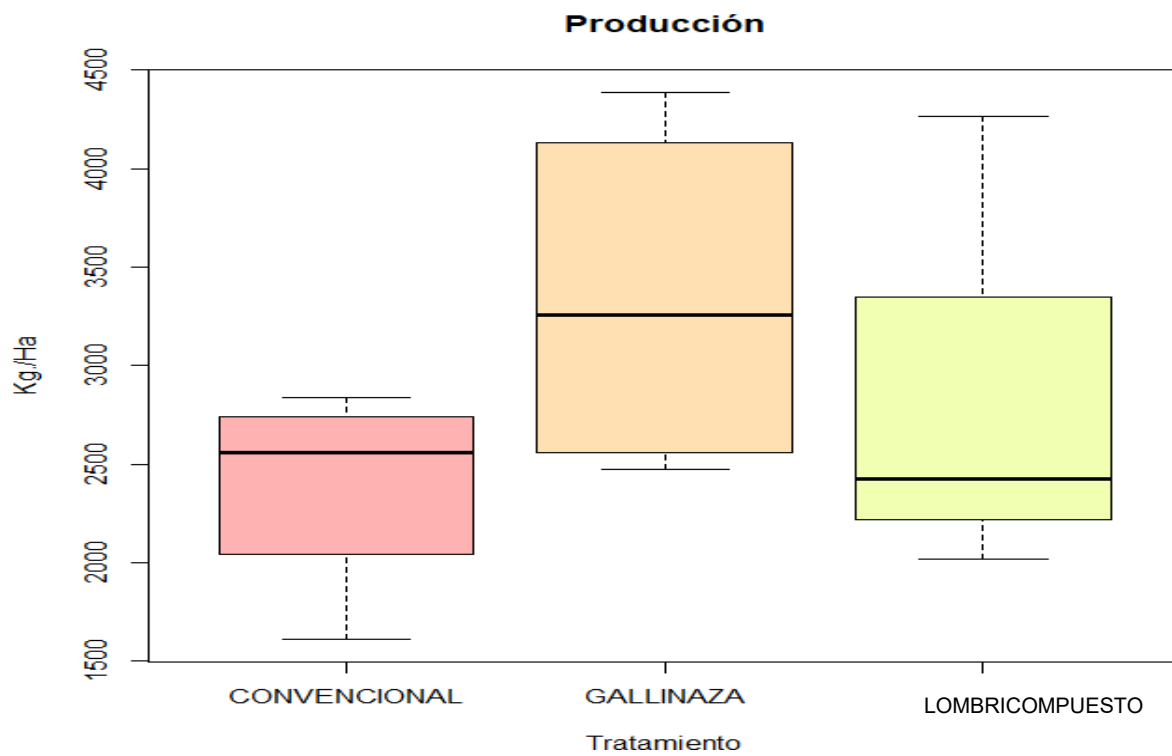 Producción
4500
4000
3500
3000
2500
2000
1500
Kg./Ha
CONVENCIONAL GALLINAZA LOMBRICOMPUESTO
Tratamiento